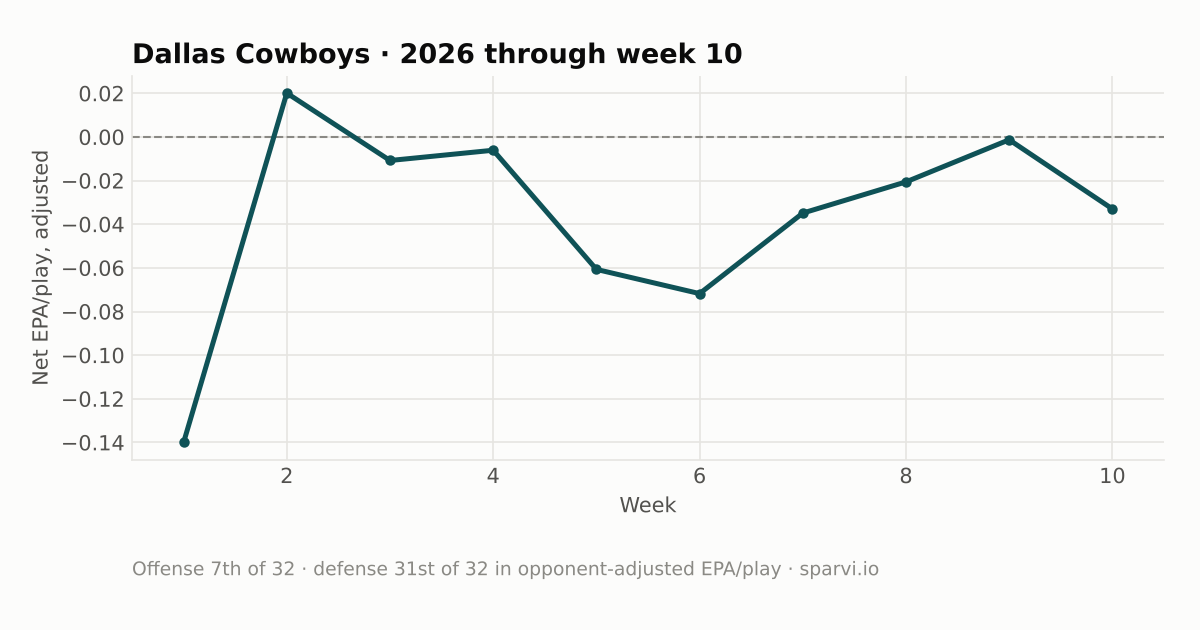 Dallas Cowboys · 2026 through week 10
Net EPA/play, adjusted
0.02
0.00
−0.02
−0.04
−0.06
−0.08
−0.10
−0.12
−0.14
2 4 6 8 10
Week
Offense 7th of 32 · defense 31st of 32 in opponent-adjusted EPA/play · sparvi.io